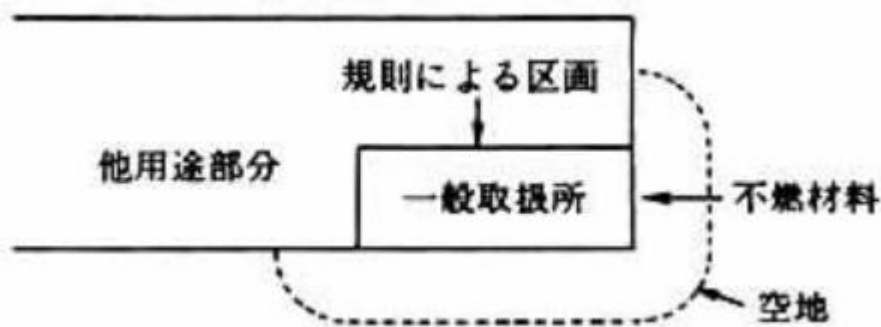 規則による区画
他用途部分
一般取扱所
不燃材料
空地